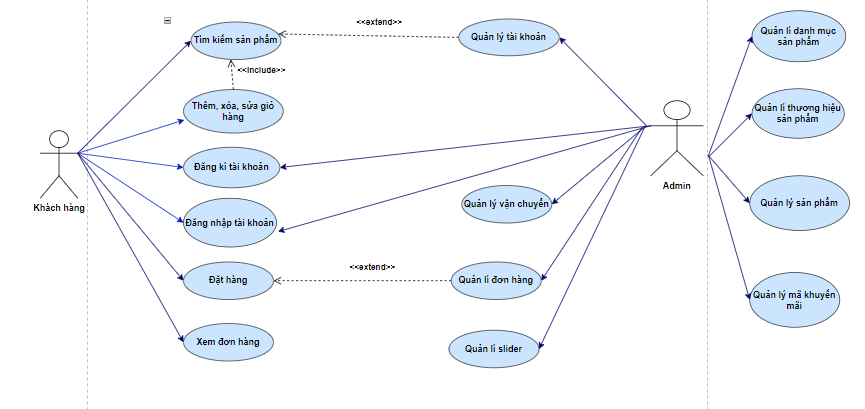 <<extend>>
Tìm kiếm sản phẩm
Quản lý tài khoản
<<include>>
Thêm, xóa, sửa giỏ
hàng
Khách hàng
Đăng kí tài khoản
Đăng nhập tài khoản
Quản lý vận chuyển
Đặt hàng
<<extend>>
Quản lí đơn hàng
Xem đơn hàng
Quản lí slider
Admin
Quản lí danh mục
sản phẩm
Quản lí thương hiệu
sản phẩm
Quản lý sản phẩm
Quản lý mã khuyến
mãi